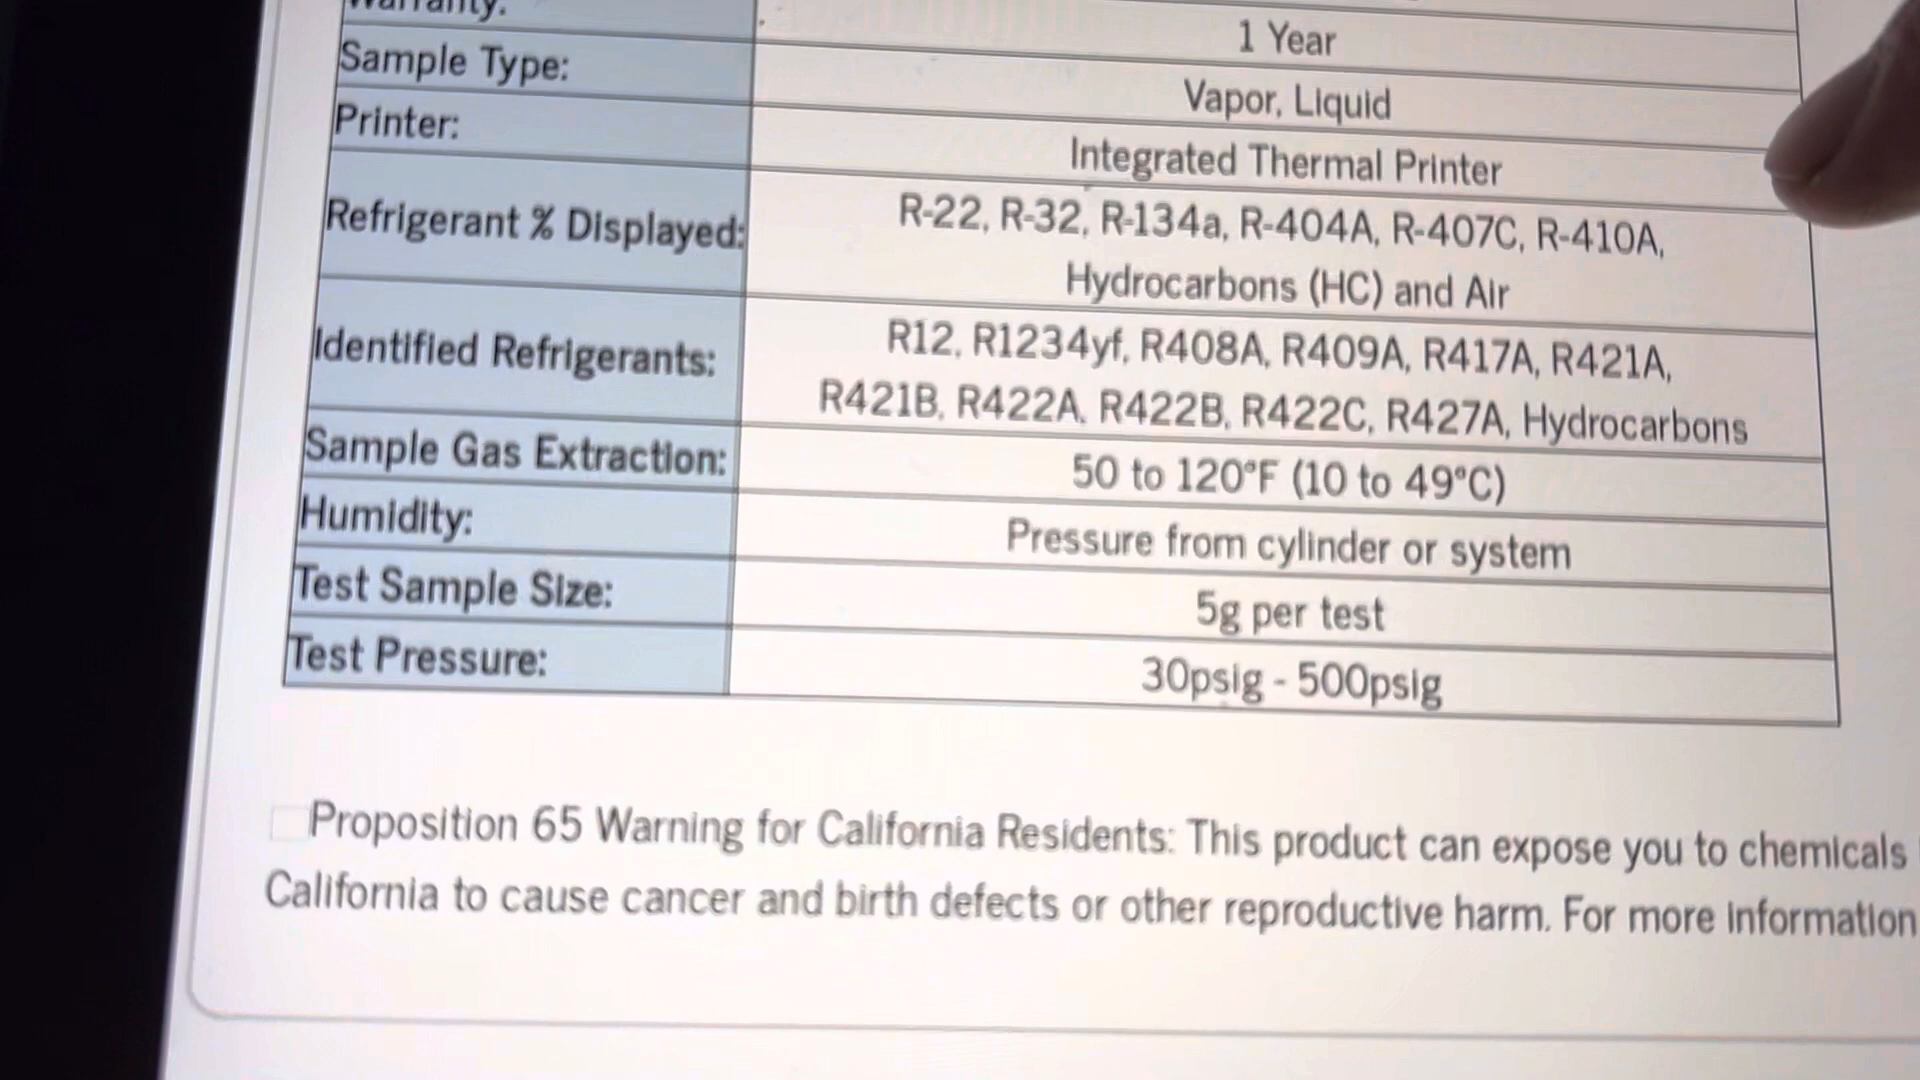 Warranty:
1 Year
Sample Type:
Vapor, Liquid
Printer:
Integrated Thermal Printer
Refrigerant % Displayed:
R-22, R-32, R-134a, R-404A, R-407C, R-410A,
Hydrocarbons (HC) and Air
Identified Refrigerants:
R12, R1234yf, R408A, R409A, R417A, R421A,
R421B, R422A, R422B, R422C, R427A, Hydrocarbons
Sample Gas Extraction:
50 to 120°F (10 to 49°C)
Humidity:
Pressure from cylinder or system
Test Sample Size:
5g per test
Test Pressure:
30psig - 500psig
Proposition 65 Warning for California Residents: This product can expose you to chemicals
California to cause cancer and birth defects or other reproductive harm. For more information